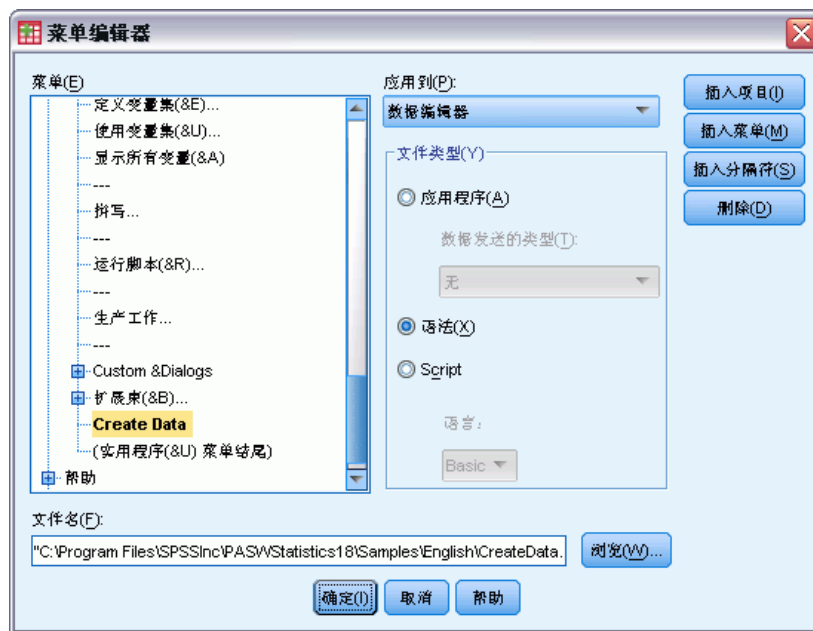 菜单编辑器
菜单(E)
定义变量集(&E)...
使用变量集(&U)...
显示所有变量(&A)
---
拼写...
---
运行脚本(&R)...
---
生产工作...
---
Custom &Dialogs
扩展束(&B)...
Create Data
(实用程序(&U) 菜单结尾)
帮助
应用到(P):
数据编辑器
文件类型(Y)
应用程序(A)
数据发送的类型(T):
无
语法(X)
Script
语言:
Basic
插入项目(I)
插入菜单(M)
插入分隔符(S)
删除(D)
文件名(F):
"C:\Program Files\SPSSInc\PASWStatistics18\Samples\English\CreateData.
浏览(W)...
确定(I)
取消
帮助